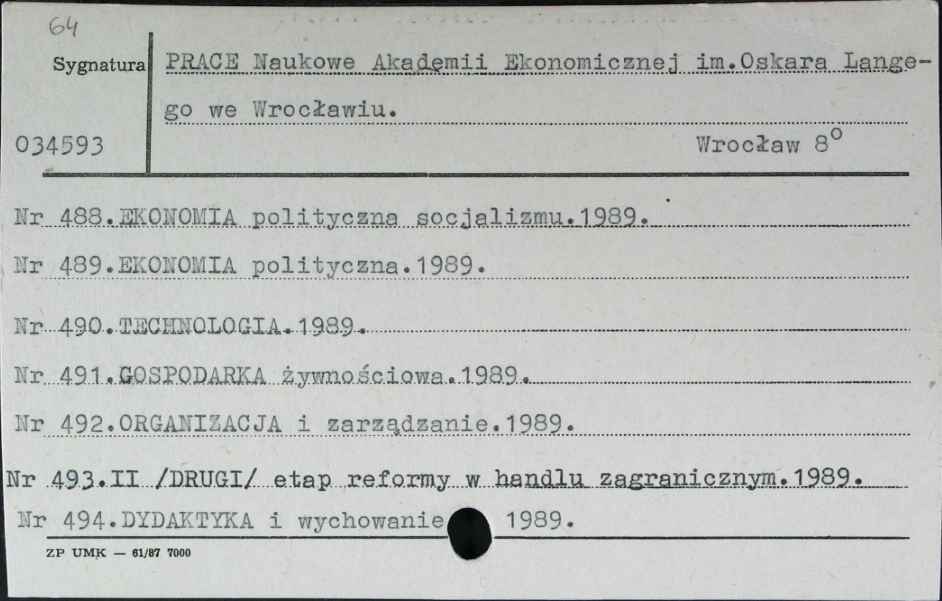 64
Sygnatura PRACE Naukowe Akademii Ekonomicznej im.Oskara Lange-
go we Wrocławiu.
034593 Wrocław 8º
Nr 488.EKONOMIA polityczna socjalizmu.1989.
Nr 489.EKONOMIA polityczna.1989.
Nr 490.TECHNOLOGIA.1989.
Nr 491.GOSPODARKA żywnościowa.1989.
Nr 492.ORGANIZACJA i zarządzanie.1989.
Nr 493.II /DRUGI/ etap reformy w handlu zagranicznym.1989.
Nr 494.DYDAKTYKA i wychowanie 1989.
ZP UMK — 61/87 7000